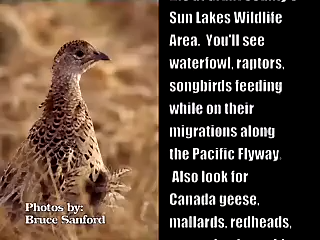 Sun Lakes Wildlife
Area. You'll see
waterfowl, raptors,
songbirds feeding
while on their
migrations along
the Pacific Flyway.
Also look for
Canada geese,
mallards, redheads,
Photos by:
Bruce Sanford